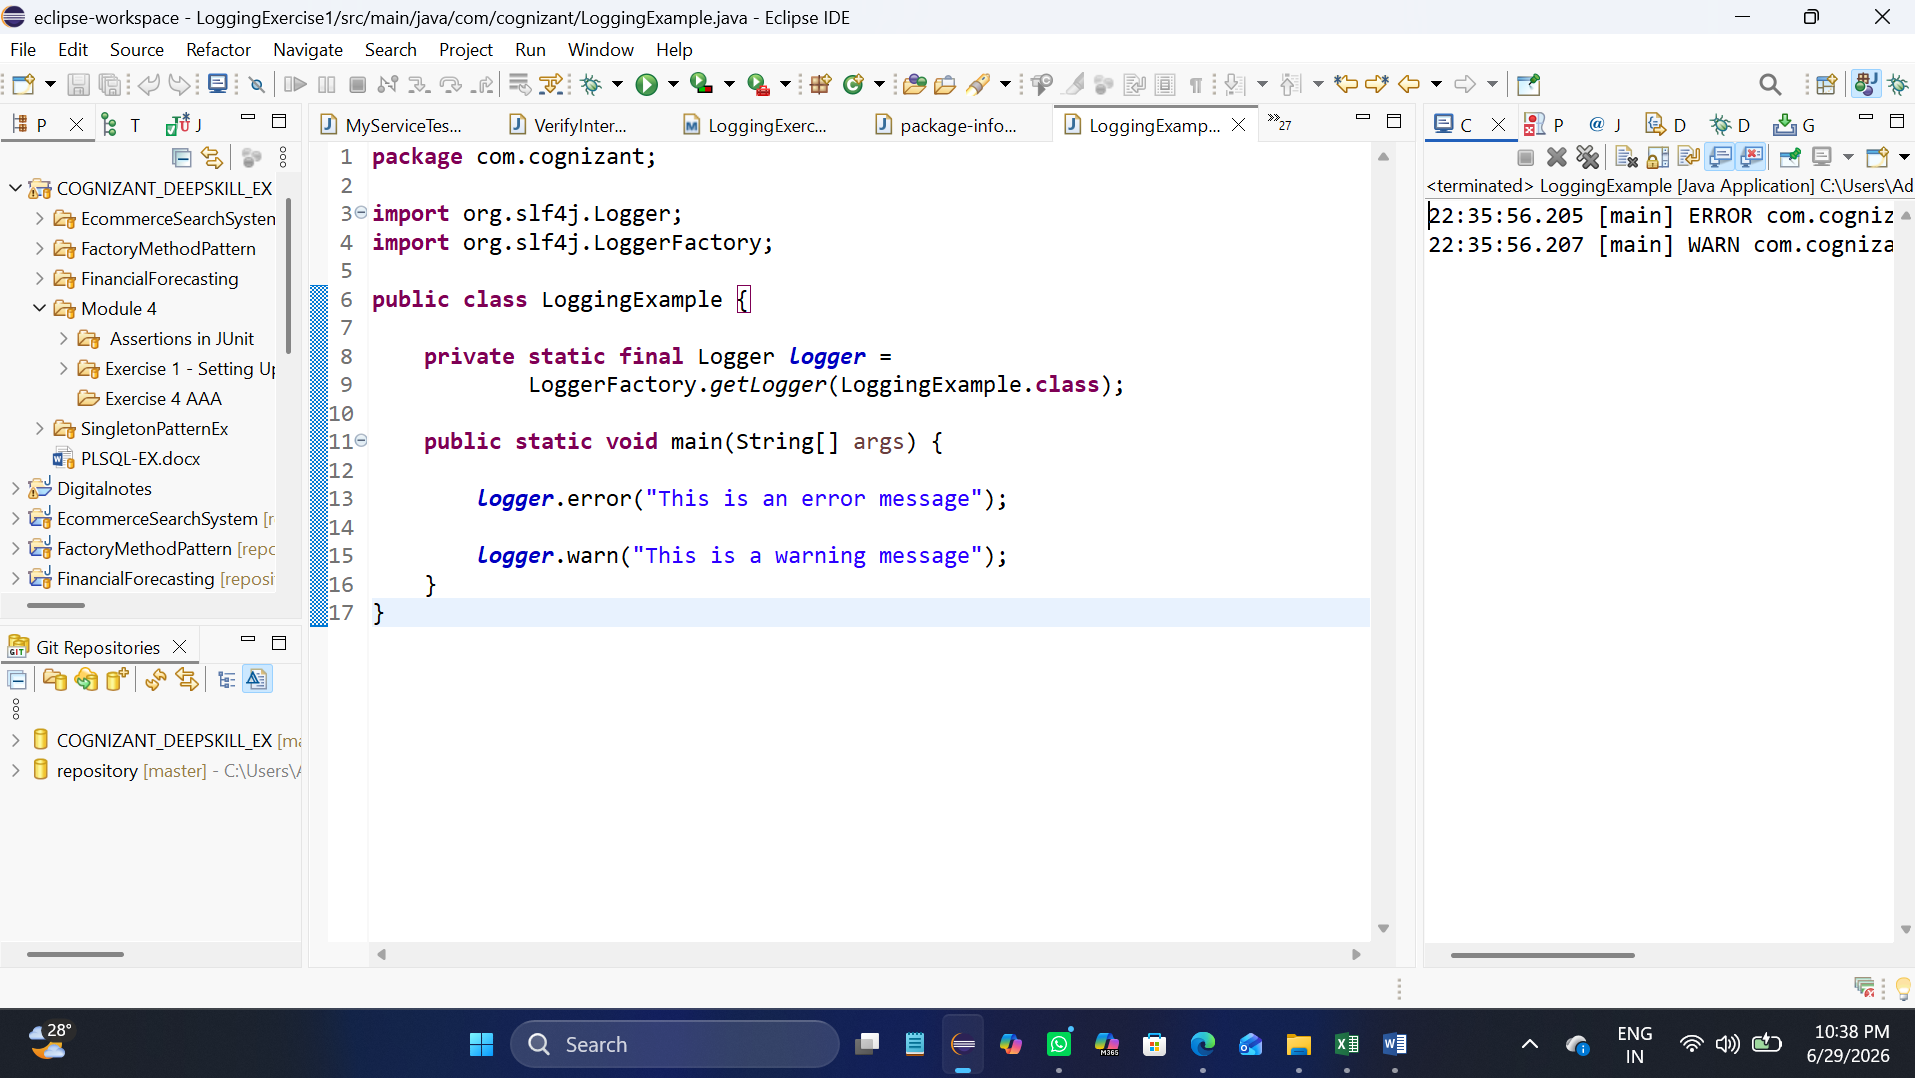 eclipse-workspace - LoggingExercise1/src/main/java/com/cognizant/LoggingExample.java - Eclipse IDE
File Edit Source Refactor Navigate Search Project Run Window Help
P T J
MyServiceTes... VerifyInter... LoggingExerc... package-info... LoggingExamp... 27
C P @ J D D G
COGNIZANT_DEEPSKILL_EX
EcommerceSearchSystem
FactoryMethodPattern
FinancialForecasting
Module 4
Assertions in JUnit
Exercise 1 - Setting Up
Exercise 4 AAA
SingletonPatternEx
PLSQL-EX.docx
Digitalnotes
EcommerceSearchSystem [r
FactoryMethodPattern [repo
FinancialForecasting [reposi
Git Repositories
COGNIZANT_DEEPSKILL_EX [ma
repository [master] - C:\Users\A
1 package com.cognizant;
2
3 import org.slf4j.Logger;
4 import org.slf4j.LoggerFactory;
5
6 public class LoggingExample {
7
8 private static final Logger logger =
9 LoggerFactory.getLogger(LoggingExample.class);
10
11 public static void main(String[] args) {
12
13 logger.error("This is an error message");
14
15 logger.warn("This is a warning message");
16 }
17 }
<terminated> LoggingExample [Java Application] C:\Users\Ad
22:35:56.205 [main] ERROR com.cogniz
22:35:56.207 [main] WARN com.cogniza
28°
Search
M365
ENG
IN
10:38 PM
6/29/2026